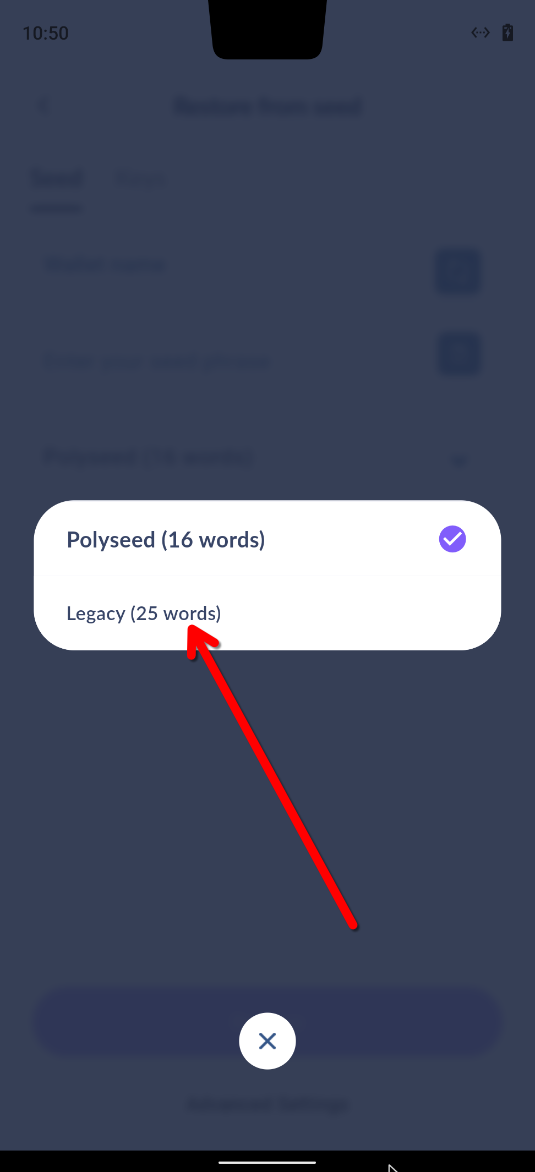 10:50
Restore from seed
Seed Keys
Wallet name
Enter your seed phrase
Polyseed (16 words)
Polyseed (16 words)
Legacy (25 words)
Advanced Settings